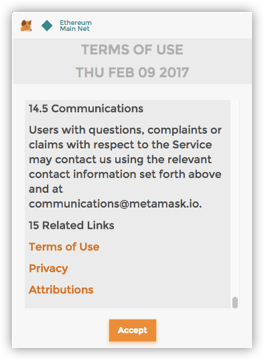 Ethereum
Main Net
TERMS OF USE
THU FEB 09 2017
14.5 Communications
Users with questions, complaints or
claims with respect to the Service
may contact us using the relevant
contact information set forth above
and at
communications@metamask.io.
15 Related Links
Terms of Use
Privacy
Attributions
Accept